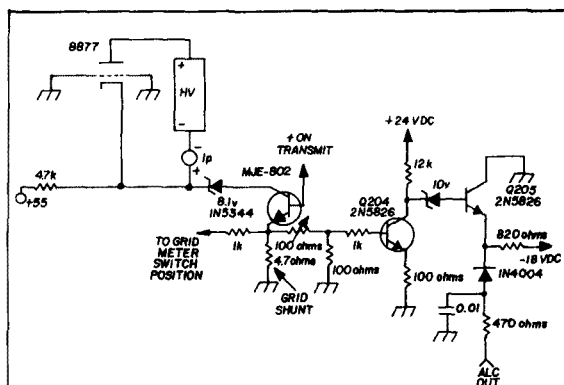 8877
+
HV
-
-
Ip
+
+ ON
TRANSMIT
MJE-802
+24 VDC
12k
10v
Q205
2N5826
Q204
2N5826
4.7k
+55
8.1v
1N5344
TO GRID
METER
SWITCH
POSITION
1k
100 ohms
4.7ohms
GRID
SHUNT
100 ohms
1k
100 ohms
820 ohms
-18 VDC
1N4004
0.01
470 ohms
ALC
OUT